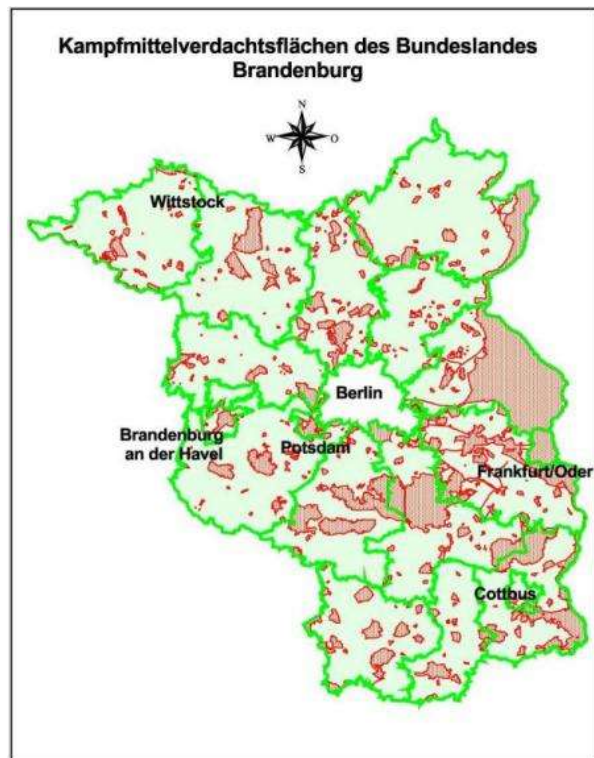 Kampfmittelverdachtsflächen des Bundeslandes
Brandenburg
N
W
O
S
Wittstock
Berlin
Brandenburg
an der Havel
Potsdam
Frankfurt/Oder
Cottbus